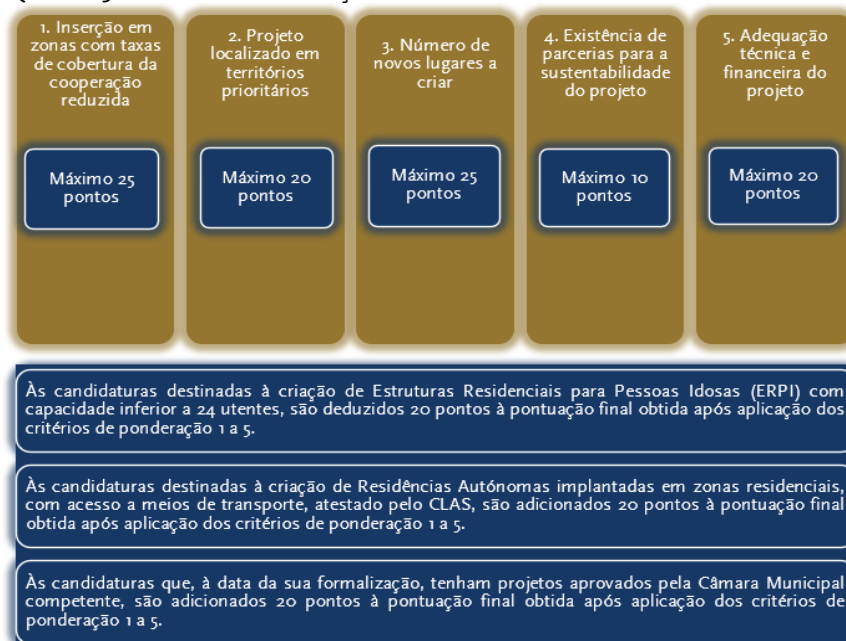 1. Inserção em
zonas com taxas
de cobertura da
cooperação
reduzida
Máximo 25
pontos
2. Projeto
localizado em
territórios
prioritários
Máximo 20
pontos
3. Número de
novos lugares a
criar
Máximo 25
pontos
4. Existência de
parcerias para a
sustentabilidade
do projeto
Máximo 10
pontos
5. Adequação
técnica e
financeira do
projeto
Máximo 20
pontos
Às candidaturas destinadas à criação de Estruturas Residenciais para Pessoas Idosas (ERPI) com
capacidade inferior a 24 utentes, são deduzidos 20 pontos à pontuação final obtida após aplicação dos
critérios de ponderação 1 a 5.
Às candidaturas destinadas à criação de Residências Autónomas implantadas em zonas residenciais,
com acesso a meios de transporte, atestado pelo CLAS, são adicionados 20 pontos à pontuação final
obtida após aplicação dos critérios de ponderação 1 a 5.
Às candidaturas que, à data da sua formalização, tenham projetos aprovados pela Câmara Municipal
competente, são adicionados 20 pontos à pontuação final obtida após aplicação dos critérios de
ponderação 1 a 5.